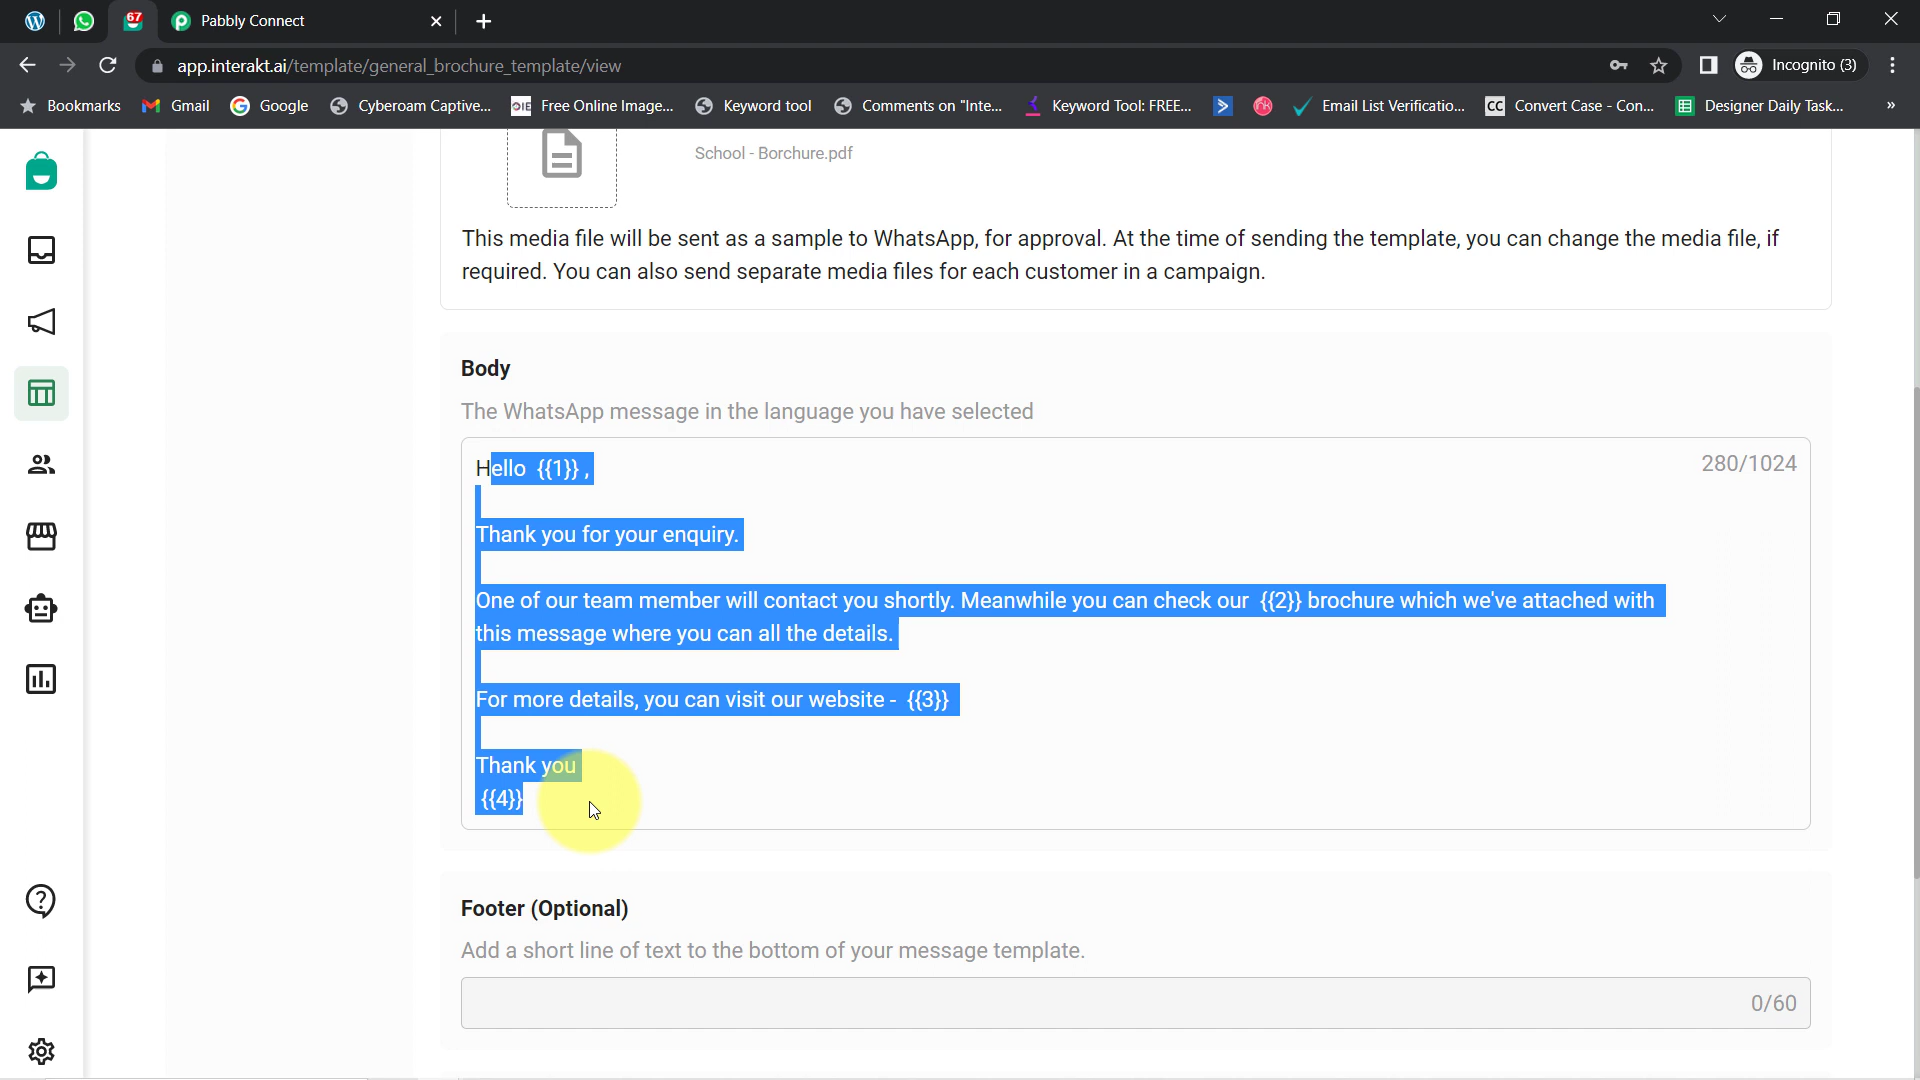 67
Pabbly Connect
app.interakt.ai/template/general_brochure_template/view
Incognito (3)
Bookmarks
Gmail
Google
Cyberoam Captive...
OIE
Free Online Image...
Keyword tool
Comments on "Inte...
Keyword Tool: FREE...
Email List Verificatio...
CC
Convert Case - Con...
Designer Daily Task...
School - Borchure.pdf
This media file will be sent as a sample to WhatsApp, for approval. At the time of sending the template, you can change the media file, if
required. You can also send separate media files for each customer in a campaign.
Body
The WhatsApp message in the language you have selected
Hello {{1}} ,
280/1024
Thank you for your enquiry.
One of our team member will contact you shortly. Meanwhile you can check our {{2}} brochure which we've attached with
this message where you can all the details.
For more details, you can visit our website - {{3}}
Thank you
{{4}}
Footer (Optional)
Add a short line of text to the bottom of your message template.
0/60